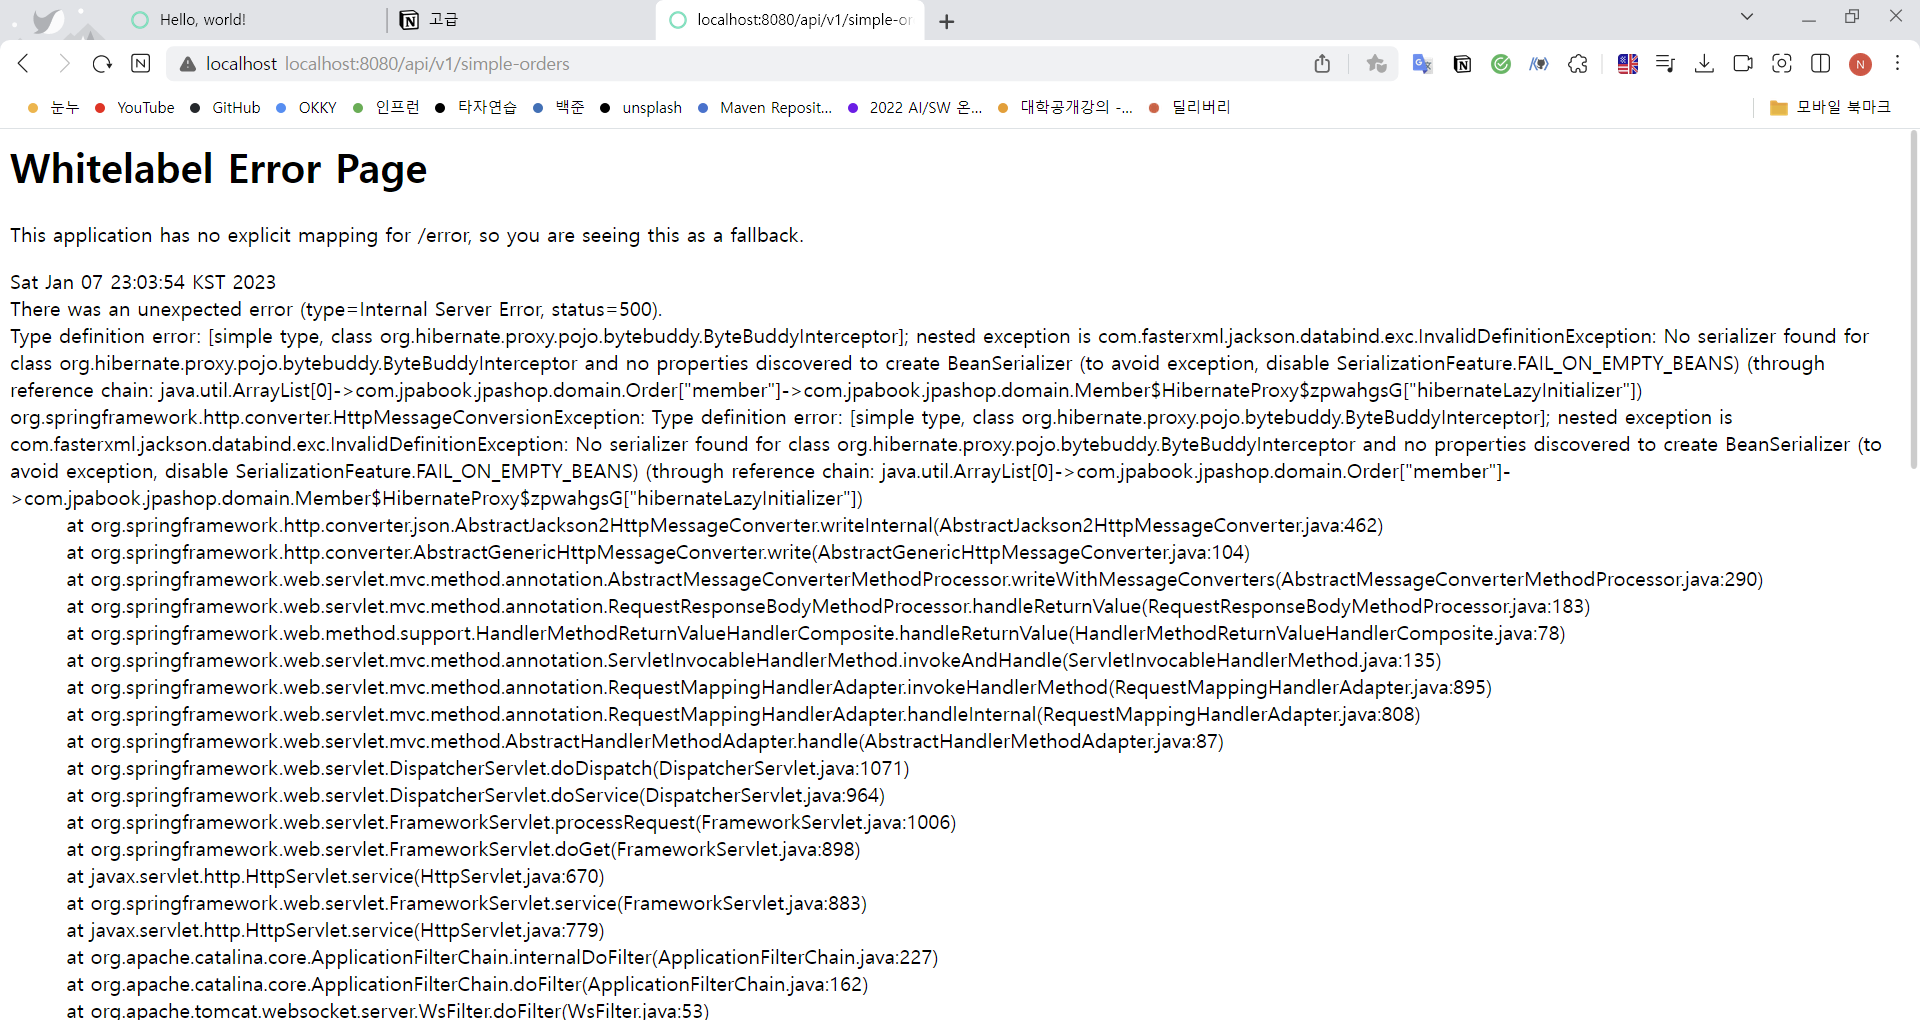 Hello, world!
고급
localhost:8080/api/v1/simple-or
localhost localhost:8080/api/v1/simple-orders
눈누 YouTube GitHub OKKY 인프런 타자연습 백준 unsplash Maven Reposit... 2022 AI/SW 온... 대학공개강의 -... 딜리버리 모바일 북마크
Whitelabel Error Page
This application has no explicit mapping for /error, so you are seeing this as a fallback.
Sat Jan 07 23:03:54 KST 2023
There was an unexpected error (type=Internal Server Error, status=500).
Type definition error: [simple type, class org.hibernate.proxy.pojo.bytebuddy.ByteBuddyInterceptor]; nested exception is com.fasterxml.jackson.databind.exc.InvalidDefinitionException: No serializer found for
class org.hibernate.proxy.pojo.bytebuddy.ByteBuddyInterceptor and no properties discovered to create BeanSerializer (to avoid exception, disable SerializationFeature.FAIL_ON_EMPTY_BEANS) (through
reference chain: java.util.ArrayList[0]->com.jpabook.jpashop.domain.Order["member"]->com.jpabook.jpashop.domain.Member$HibernateProxy$zpwahgsG["hibernateLazyInitializer"])
org.springframework.http.converter.HttpMessageConversionException: Type definition error: [simple type, class org.hibernate.proxy.pojo.bytebuddy.ByteBuddyInterceptor]; nested exception is
com.fasterxml.jackson.databind.exc.InvalidDefinitionException: No serializer found for class org.hibernate.proxy.pojo.bytebuddy.ByteBuddyInterceptor and no properties discovered to create BeanSerializer (to
avoid exception, disable SerializationFeature.FAIL_ON_EMPTY_BEANS) (through reference chain: java.util.ArrayList[0]->com.jpabook.jpashop.domain.Order["member"]-
>com.jpabook.jpashop.domain.Member$HibernateProxy$zpwahgsG["hibernateLazyInitializer"])
at org.springframework.http.converter.json.AbstractJackson2HttpMessageConverter.writeInternal(AbstractJackson2HttpMessageConverter.java:462)
at org.springframework.http.converter.AbstractGenericHttpMessageConverter.write(AbstractGenericHttpMessageConverter.java:104)
at org.springframework.web.servlet.mvc.method.annotation.AbstractMessageConverterMethodProcessor.writeWithMessageConverters(AbstractMessageConverterMethodProcessor.java:290)
at org.springframework.web.servlet.mvc.method.annotation.RequestResponseBodyMethodProcessor.handleReturnValue(RequestResponseBodyMethodProcessor.java:183)
at org.springframework.web.method.support.HandlerMethodReturnValueHandlerComposite.handleReturnValue(HandlerMethodReturnValueHandlerComposite.java:78)
at org.springframework.web.servlet.mvc.method.annotation.ServletInvocableHandlerMethod.invokeAndHandle(ServletInvocableHandlerMethod.java:135)
at org.springframework.web.servlet.mvc.method.annotation.RequestMappingHandlerAdapter.invokeHandlerMethod(RequestMappingHandlerAdapter.java:895)
at org.springframework.web.servlet.mvc.method.annotation.RequestMappingHandlerAdapter.handleInternal(RequestMappingHandlerAdapter.java:808)
at org.springframework.web.servlet.mvc.method.AbstractHandlerMethodAdapter.handle(AbstractHandlerMethodAdapter.java:87)
at org.springframework.web.servlet.DispatcherServlet.doDispatch(DispatcherServlet.java:1071)
at org.springframework.web.servlet.DispatcherServlet.doService(DispatcherServlet.java:964)
at org.springframework.web.servlet.FrameworkServlet.processRequest(FrameworkServlet.java:1006)
at org.springframework.web.servlet.FrameworkServlet.doGet(FrameworkServlet.java:898)
at javax.servlet.http.HttpServlet.service(HttpServlet.java:670)
at org.springframework.web.servlet.FrameworkServlet.service(FrameworkServlet.java:883)
at javax.servlet.http.HttpServlet.service(HttpServlet.java:779)
at org.apache.catalina.core.ApplicationFilterChain.internalDoFilter(ApplicationFilterChain.java:227)
at org.apache.catalina.core.ApplicationFilterChain.doFilter(ApplicationFilterChain.java:162)
at org.apache.tomcat.websocket.server.WsFilter.doFilter(WsFilter.java:53)